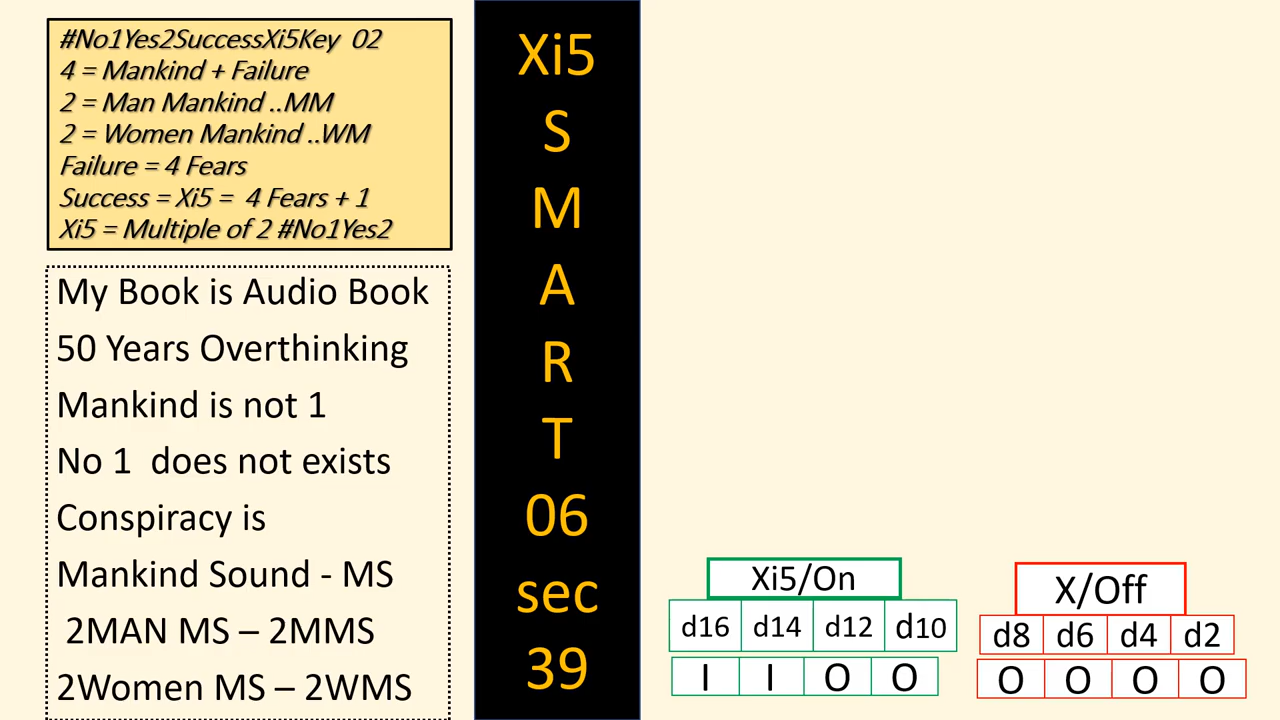 #No1Yes2SuccessXi5Key 02
4 = Mankind + Failure
2 = Man Mankind ..MM
2 = Women Mankind ..WM
Failure = 4 Fears
Success = Xi5 = 4 Fears + 1
Xi5 = Multiple of 2 #No1Yes2
My Book is Audio Book
50 Years Overthinking
Mankind is not 1
No 1 does not exists
Conspiracy is
Mankind Sound - MS
2MAN MS – 2MMS
2Women MS – 2WMS
Xi5
S
M
A
R
T
06
sec
39
Xi5/On
d16 d14 d12 d10
I I O O
X/Off
d8 d6 d4 d2
O O O O